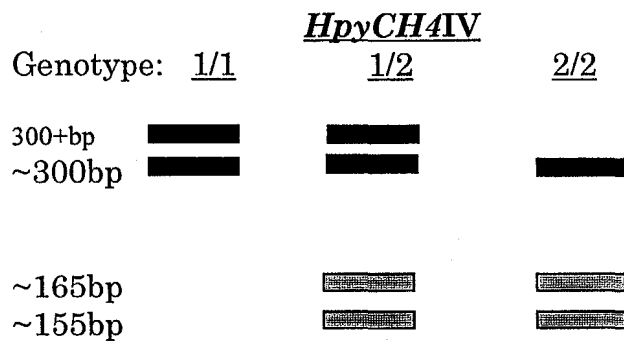 HpyCH4IV
Genotype: 1/1 1/2 2/2
300+bp
~300bp
~165bp
~155bp